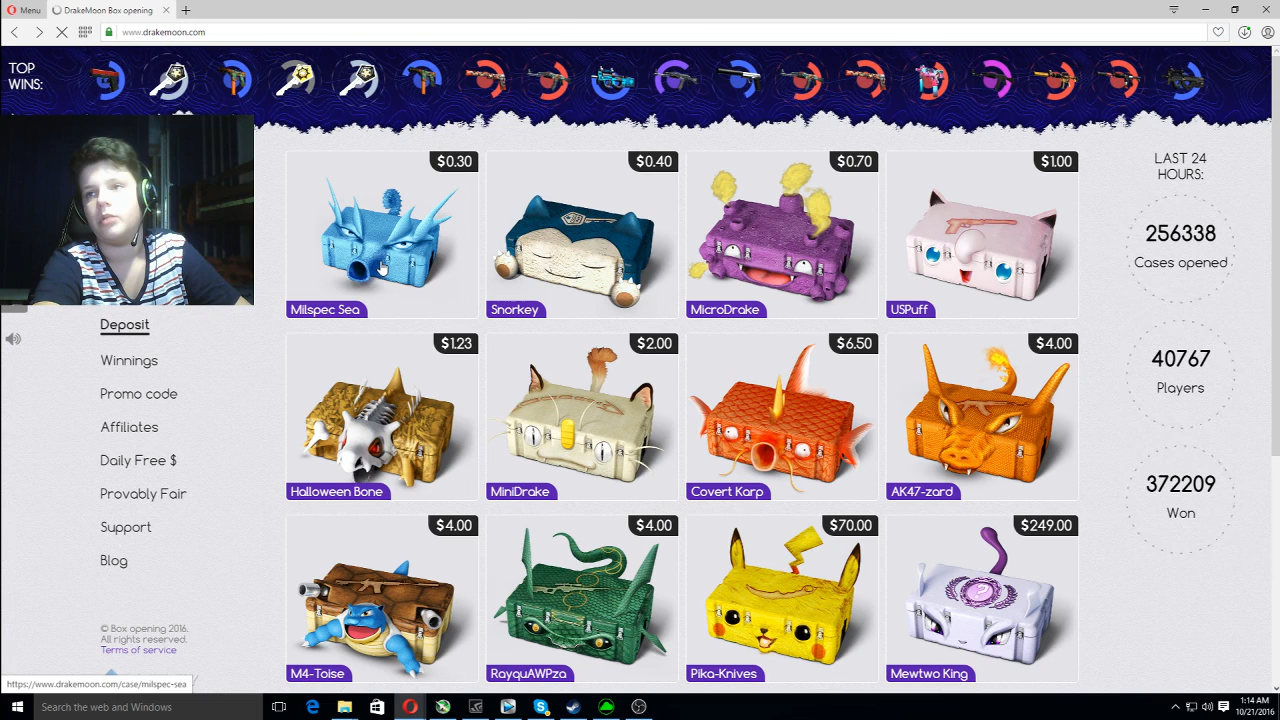 Menu
DrakeMoon Box opening
www.drakemoon.com
TOP
WINS:
$0.30
$0.40
$0.70
$1.00
Milspec Sea
Snorkey
MicroDrake
USPuff
$1.23
$2.00
$6.50
$4.00
Halloween Bone
MiniDrake
Covert Karp
AK47-zard
$4.00
$4.00
$70.00
$249.00
M4-Toise
RayquAWPza
Pika-Knives
Mewtwo King
LAST 24
HOURS:
256338
Cases opened
40767
Players
372209
Won
Deposit
Winnings
Promo code
Affiliates
Daily Free $
Provably Fair
Support
Blog
© Box opening 2016.
All rights reserved.
Terms of service
https://www.drakemoon.com/case/milspec-sea
Search the web and Windows
1:14 AM
10/21/2016